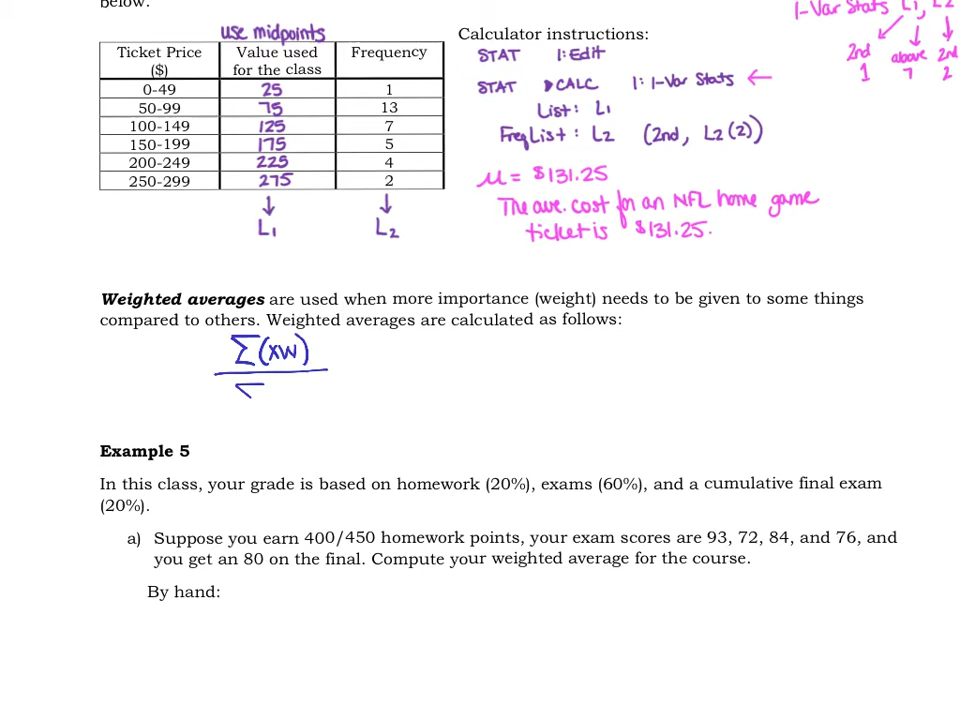 below.
1-Var Stats L1, L2
2nd above 2nd
1 7 2
use midpoints
Ticket Price ($) Value used for the class Frequency
0-49 25 1
50-99 75 13
100-149 125 7
150-199 175 5
200-249 225 4
250-299 275 2
↓ ↓
L1 L2
Calculator instructions:
STAT 1:Edit
STAT ▶CALC 1:1-Var Stats ←
List: L1
FreqList: L2 (2nd, L2(2))
μ = $131.25
The ave. cost for an NFL home game
ticket is $131.25.
Weighted averages are used when more importance (weight) needs to be given to some things
compared to others. Weighted averages are calculated as follows:
Σ(xw)
Example 5
In this class, your grade is based on homework (20%), exams (60%), and a cumulative final exam
(20%).
a) Suppose you earn 400/450 homework points, your exam scores are 93, 72, 84, and 76, and
you get an 80 on the final. Compute your weighted average for the course.
By hand: